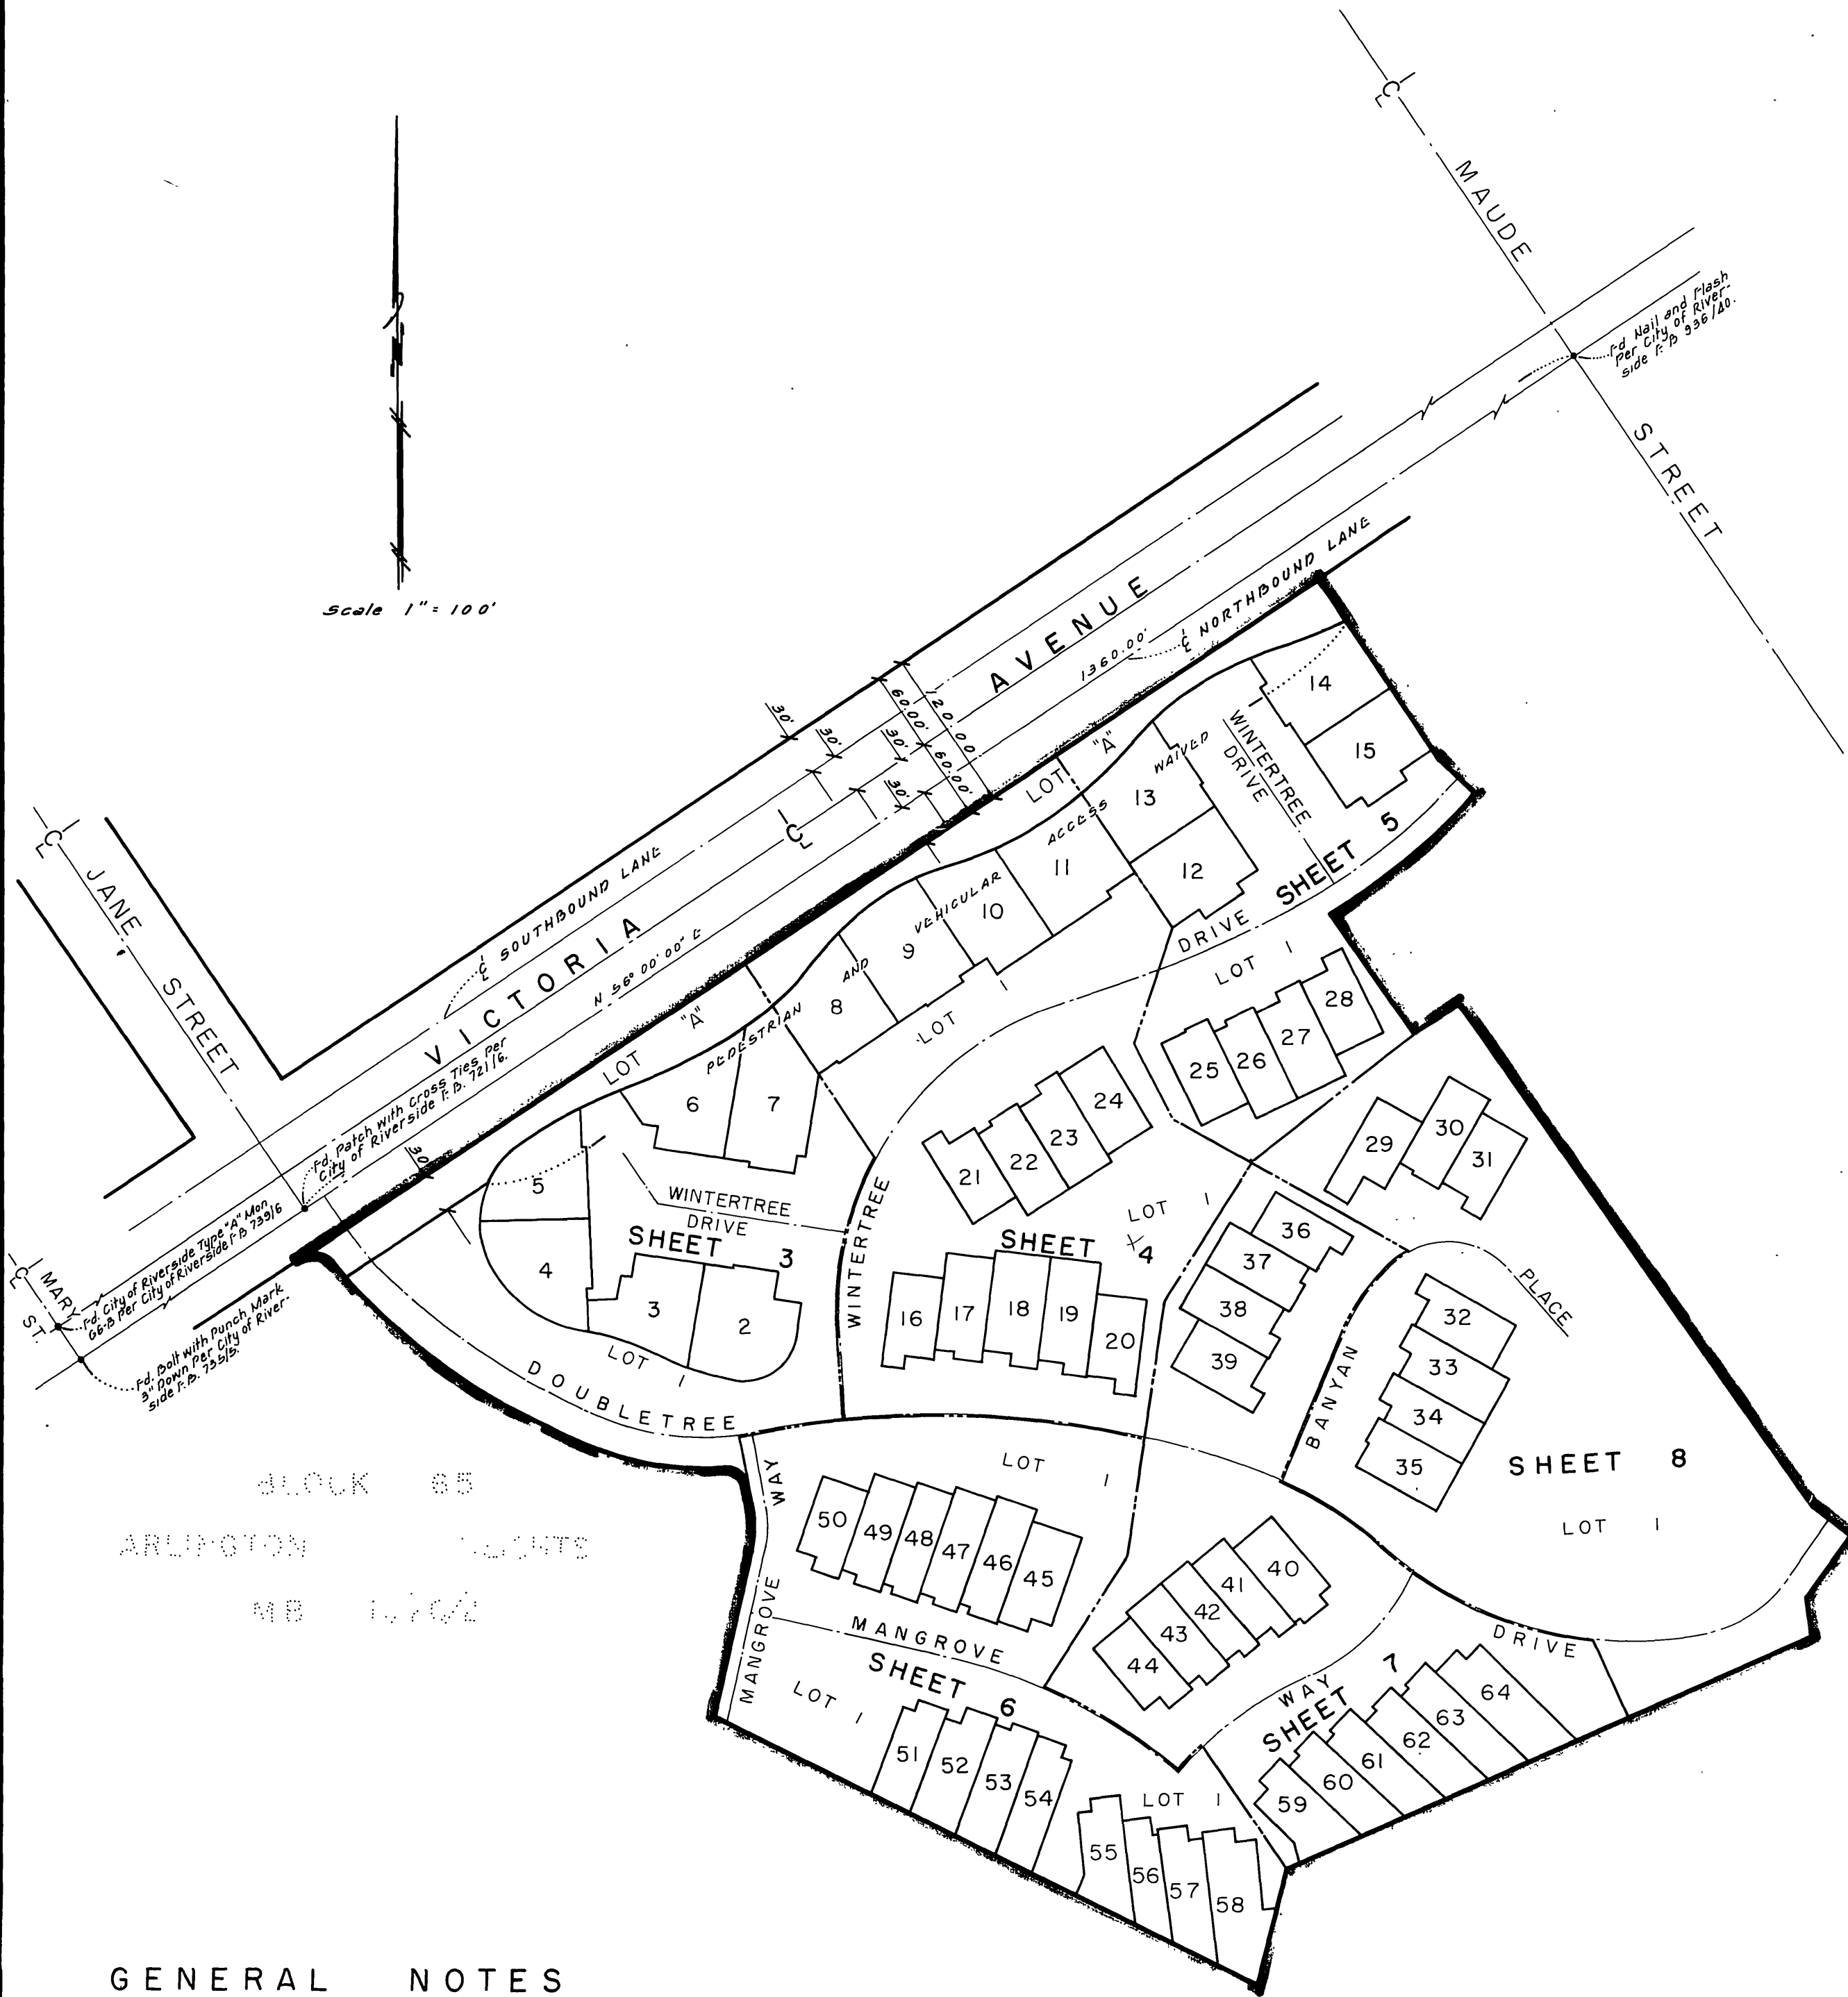 MAUDE
STREET
Fd Nail and Flash
Per City of River-
side F.B 936/40.
Scale 1" = 100'
AVENUE
1360.00'
℄ NORTHBOUND LANE
30'
30'
30'
30'
60.00'
120.00
60.00'
℄
℄ SOUTHBOUND LANE
VICTORIA
N 56° 00' 00" E
℄
JANE
STREET
Fd. Patch with Cross Ties Per
City of Riverside F.B. 721/16.
30'
Fd. City of Riverside Type "A" Mon
G6-B Per City of Riverside F.B 739/6
℄
MARY
ST.
Fd. Bolt with Punch Mark
3" Down Per City of River-
side F.B. 735/5.
LOT "A"
LOT "A"
PEDESTRIAN AND VEHICULAR ACCESS WAIVED
14
15
WINTERTREE
DRIVE
SHEET 5
13
12
11
10
9
8
7
6
5
4
3
2
LOT 1
WINTERTREE
DRIVE
SHEET 3
LOT 1
DOUBLETREE
WINTERTREE
DRIVE
LOT 1
28
27
26
25
24
23
22
21
LOT 1
SHEET 4
16
17
18
19
20
29
30
31
36
37
38
39
BANYAN
PLACE
32
33
34
35
SHEET 8
LOT 1
LOT 1
MANGROVE
WAY
50
49
48
47
46
45
MANGROVE
WAY
40
41
42
43
44
DRIVE
SHEET 6
LOT 1
51
52
53
54
55
56
57
58
LOT 1
SHEET 7
59
60
61
62
63
64
BLOCK 65
ARLINGTON
MB
GENERAL NOTES